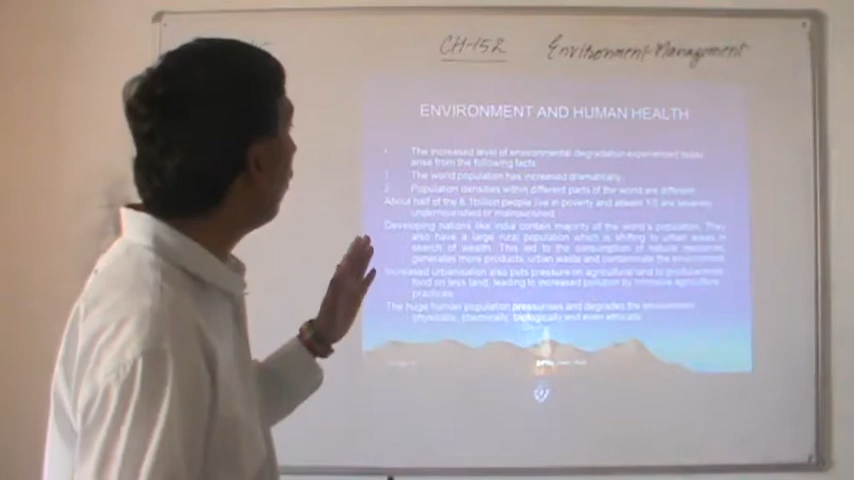 CH-152 Environment Management
ENVIRONMENT AND HUMAN HEALTH
• The increased level of environmental degradation experienced today
arise from the following facts
1 The world population has increased dramatically.
2 Population densities within different parts of the world are different.
About half of the 6.1billion people live in poverty and atleast 1/5 are severely
undernourished or malnourished
Developing nations like india contain majority of the world's population. They
also have a large rural population which is shifting to urban areas in
search of wealth. This led to the consumption of natural resources
generates more products, urban waste and contaminate the environment.
Increased urbanisation also puts pressure on agricultural land to produce more
food on less land, leading to increased pollution by intensive agriculture
practices.
The huge human population pressurises and degrades the environment
physically, chemically, biologically and even ethically.